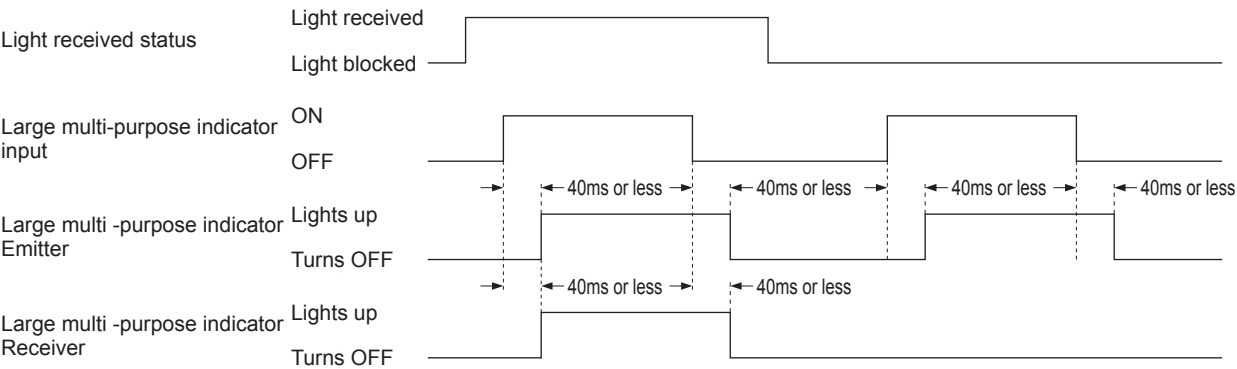 Light received status
Light received
Light blocked
Large multi-purpose indicator
input
ON
OFF
40ms or less
40ms or less
40ms or less
40ms or less
Large multi -purpose indicator
Emitter
Lights up
Turns OFF
40ms or less
40ms or less
Large multi -purpose indicator
Receiver
Lights up
Turns OFF